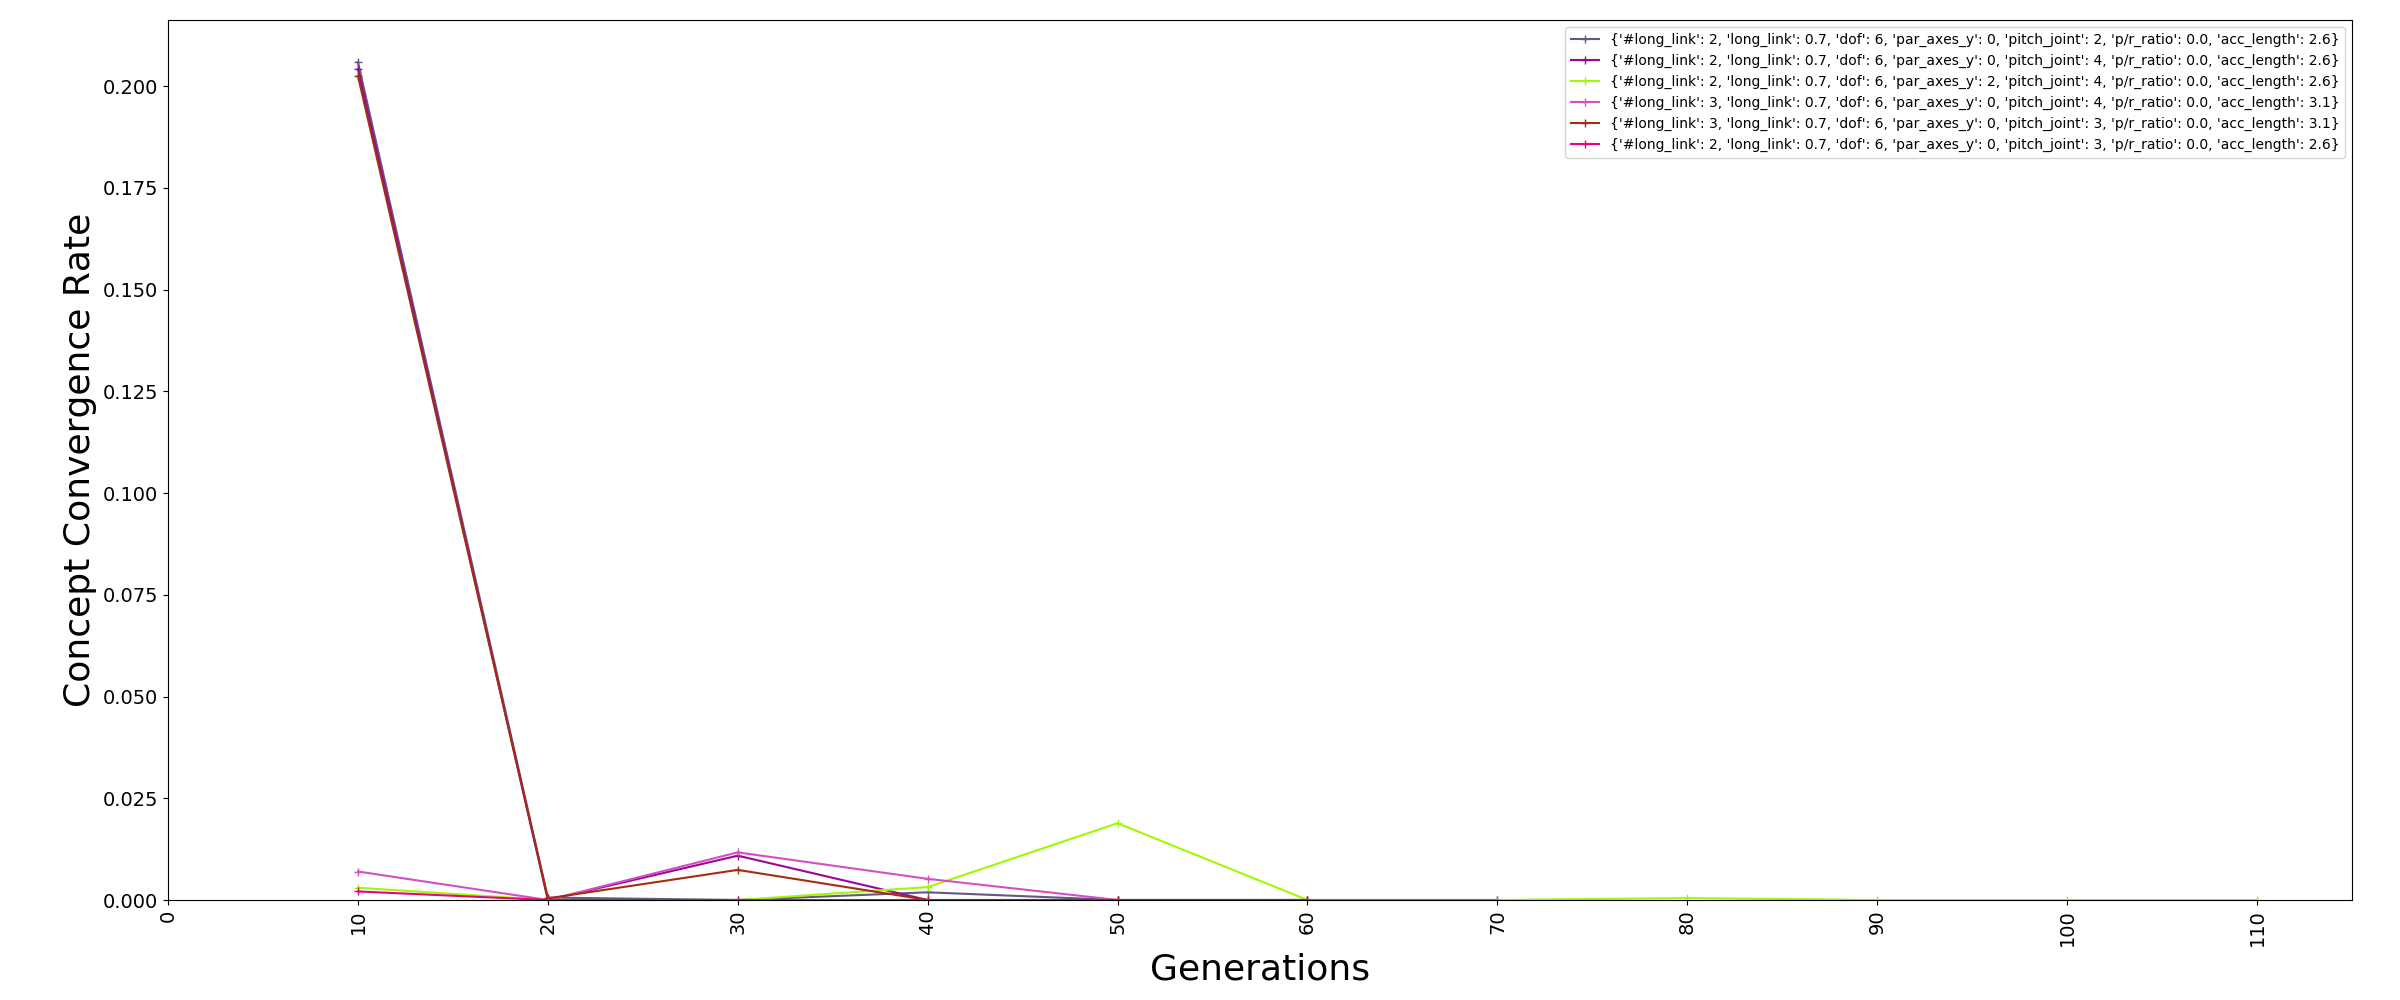 {'#long_link': 2, 'long_link': 0.7, 'dof': 6, 'par_axes_y': 0, 'pitch_joint': 2, 'p/r_ratio': 0.0, 'acc_length': 2.6}
{'#long_link': 2, 'long_link': 0.7, 'dof': 6, 'par_axes_y': 0, 'pitch_joint': 4, 'p/r_ratio': 0.0, 'acc_length': 2.6}
{'#long_link': 2, 'long_link': 0.7, 'dof': 6, 'par_axes_y': 2, 'pitch_joint': 4, 'p/r_ratio': 0.0, 'acc_length': 2.6}
{'#long_link': 3, 'long_link': 0.7, 'dof': 6, 'par_axes_y': 0, 'pitch_joint': 4, 'p/r_ratio': 0.0, 'acc_length': 3.1}
{'#long_link': 3, 'long_link': 0.7, 'dof': 6, 'par_axes_y': 0, 'pitch_joint': 3, 'p/r_ratio': 0.0, 'acc_length': 3.1}
{'#long_link': 2, 'long_link': 0.7, 'dof': 6, 'par_axes_y': 0, 'pitch_joint': 3, 'p/r_ratio': 0.0, 'acc_length': 2.6}
Concept Convergence Rate
0.200
0.175
0.150
0.125
0.100
0.075
0.050
0.025
0.000
0 10 20 30 40 50 60 70 80 90 100 110
Generations